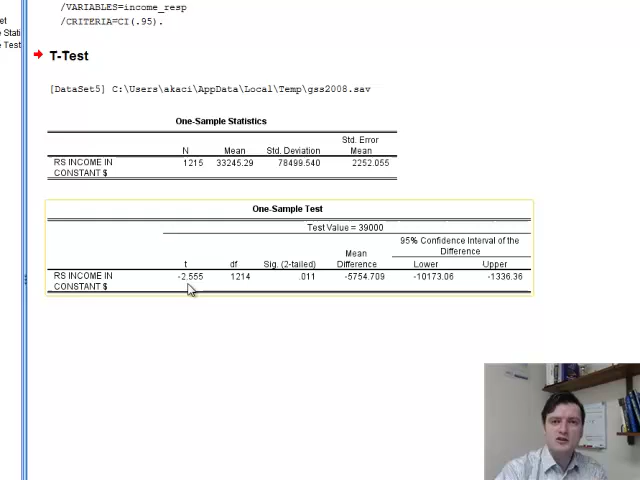 /VARIABLES=income_resp
/CRITERIA=CI(.95).
et
e Stati
e Test
T-Test
[DataSet5] C:\Users\akaci\AppData\Local\Temp\gss2008.sav
One-Sample Statistics
N Mean Std. Deviation Std. Error Mean
RS INCOME IN CONSTANT $ 1215 33245.29 78499.540 2252.055
One-Sample Test
Test Value = 39000
t df Sig. (2-tailed) Mean Difference 95% Confidence Interval of the Difference
Lower Upper
RS INCOME IN CONSTANT $ -2.555 1214 .011 -5754.709 -10173.06 -1336.36